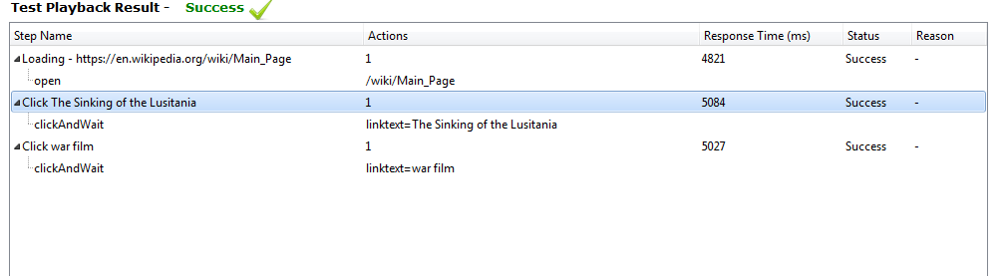 Test Playback Result - Success
Step Name Actions Response Time (ms) Status Reason
Loading - https://en.wikipedia.org/wiki/Main_Page 1 4821 Success -
open /wiki/Main_Page
Click The Sinking of the Lusitania 1 5084 Success -
clickAndWait linktext=The Sinking of the Lusitania
Click war film 1 5027 Success -
clickAndWait linktext=war film